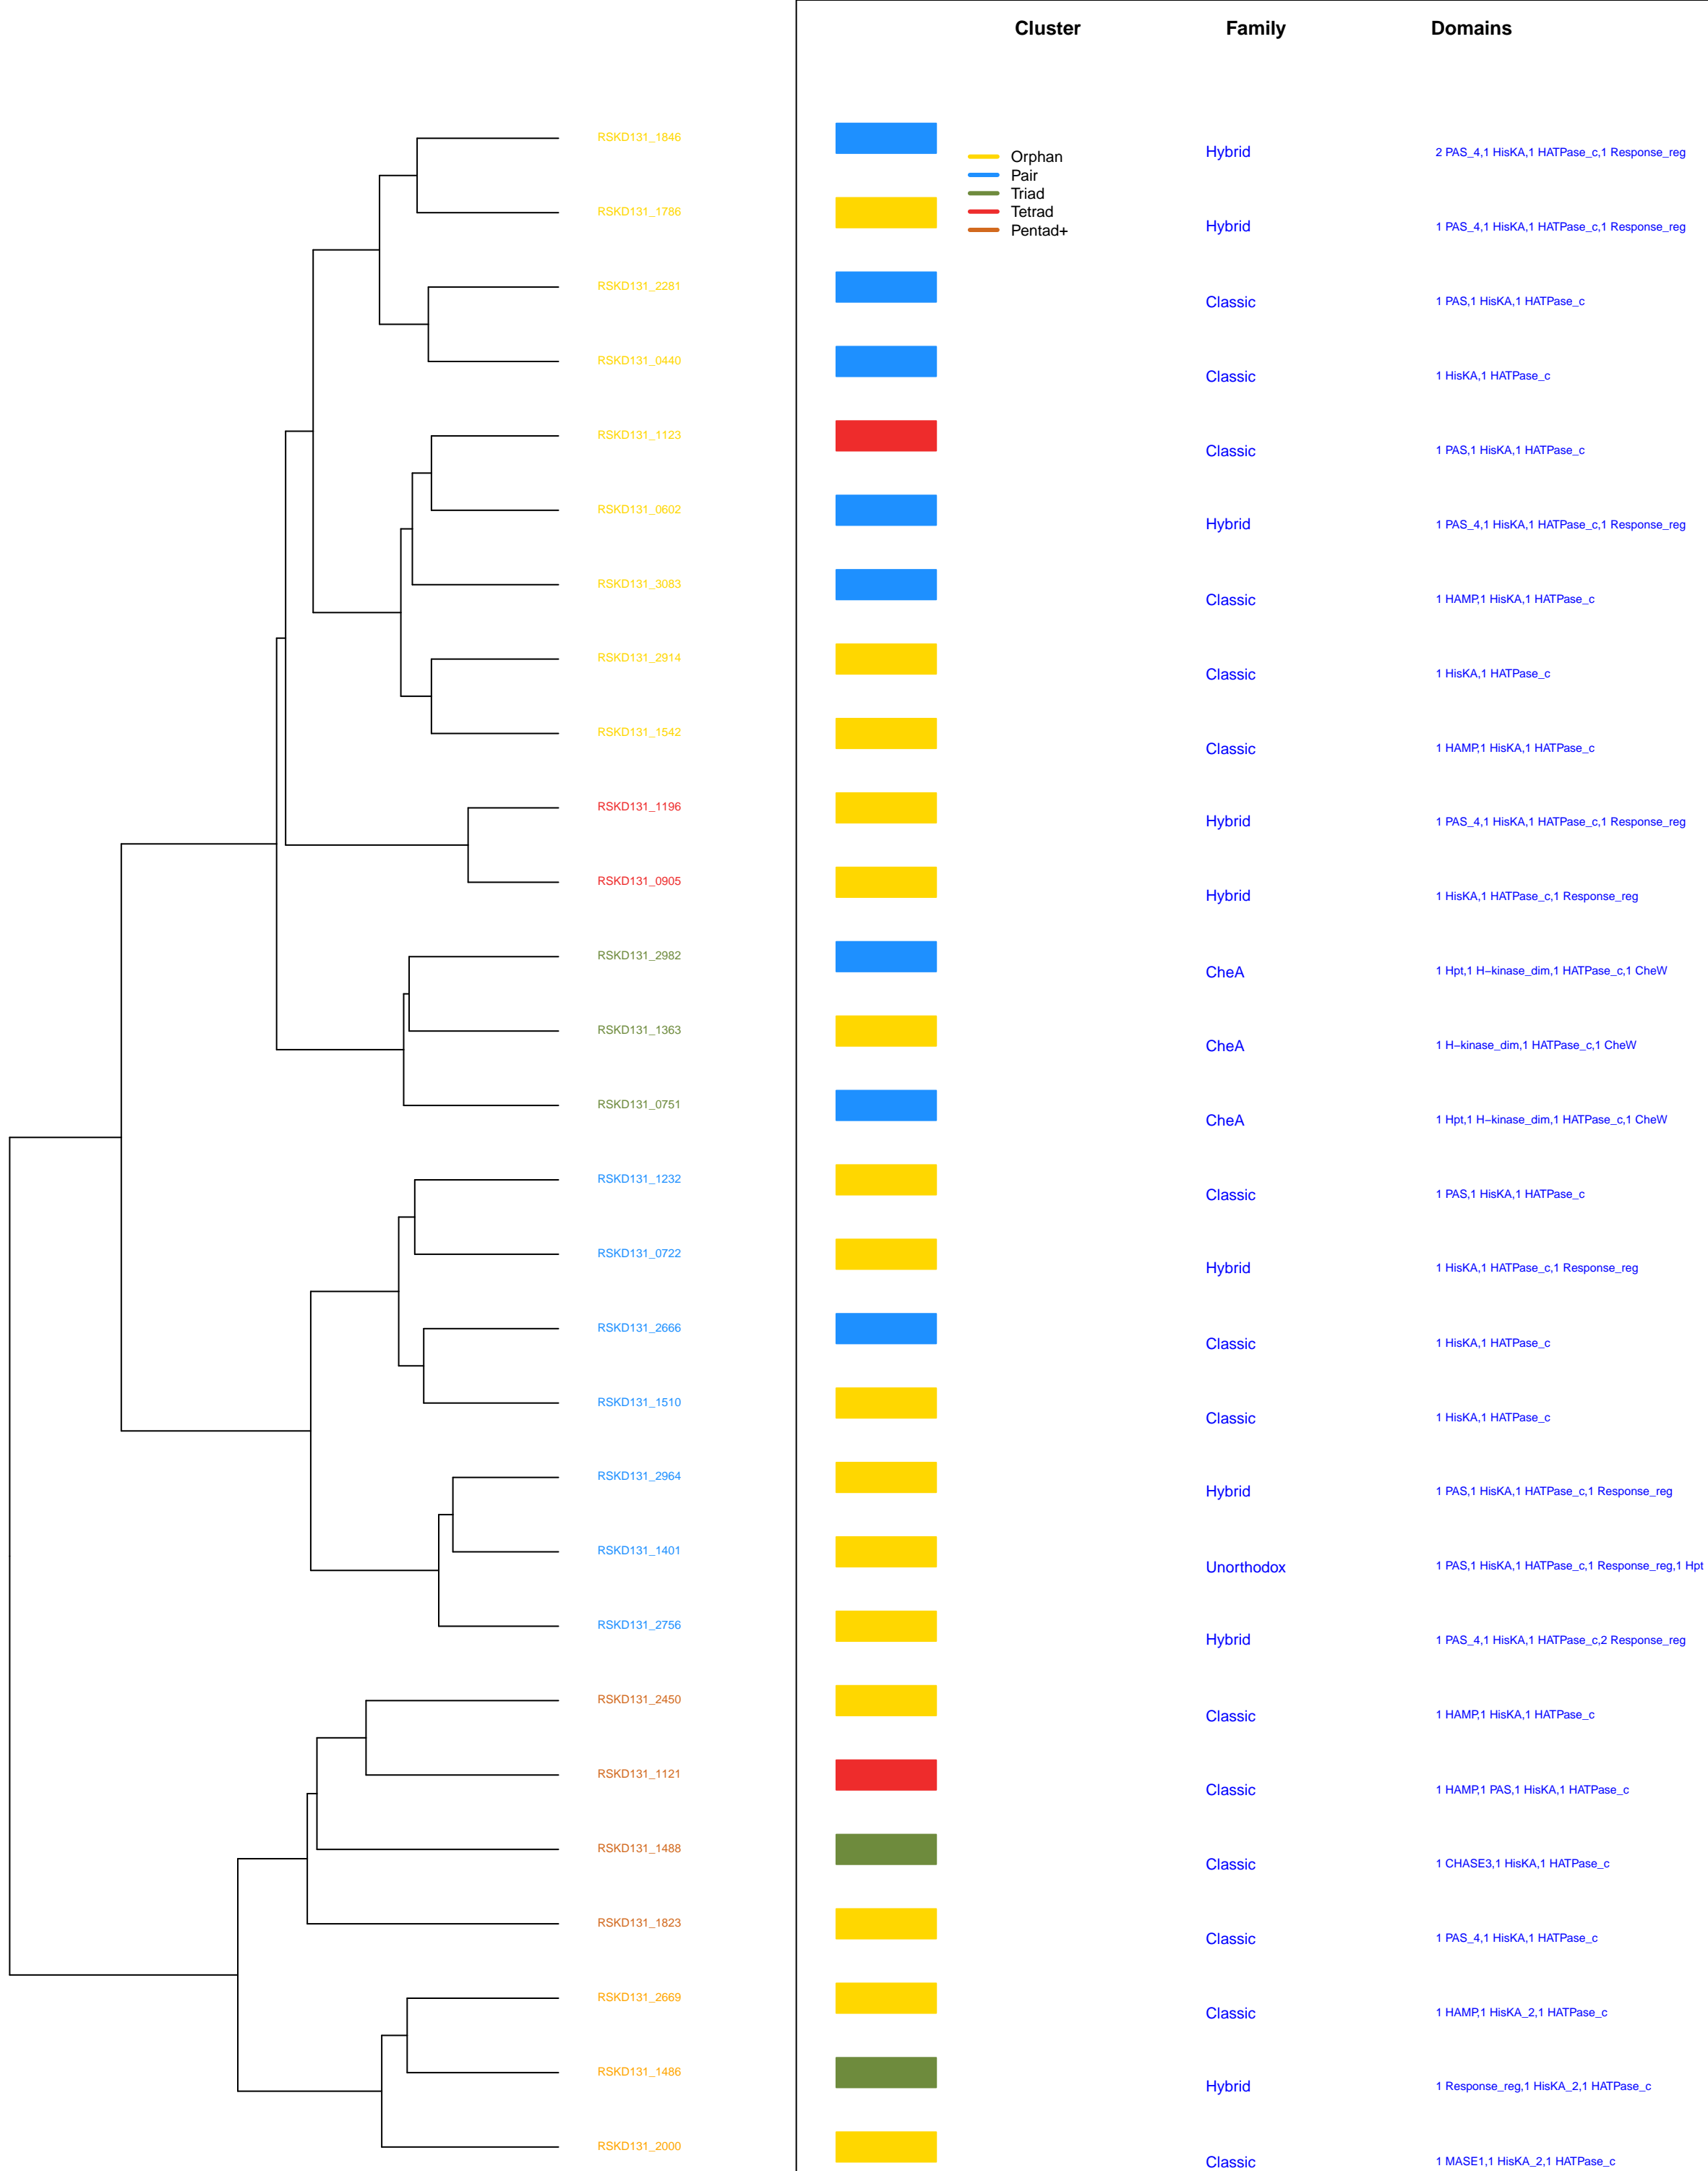 Cluster Family Domains
RSKD131_1846 Hybrid 2 PAS_4,1 HisKA,1 HATPase_c,1 Response_reg
Orphan
Pair
Triad
Tetrad
Pentad+
RSKD131_1786 Hybrid 1 PAS_4,1 HisKA,1 HATPase_c,1 Response_reg
RSKD131_2281 Classic 1 PAS,1 HisKA,1 HATPase_c
RSKD131_0440 Classic 1 HisKA,1 HATPase_c
RSKD131_1123 Classic 1 PAS,1 HisKA,1 HATPase_c
RSKD131_0602 Hybrid 1 PAS_4,1 HisKA,1 HATPase_c,1 Response_reg
RSKD131_3083 Classic 1 HAMP,1 HisKA,1 HATPase_c
RSKD131_2914 Classic 1 HisKA,1 HATPase_c
RSKD131_1542 Classic 1 HAMP,1 HisKA,1 HATPase_c
RSKD131_1196 Hybrid 1 PAS_4,1 HisKA,1 HATPase_c,1 Response_reg
RSKD131_0905 Hybrid 1 HisKA,1 HATPase_c,1 Response_reg
RSKD131_2982 CheA 1 Hpt,1 H−kinase_dim,1 HATPase_c,1 CheW
RSKD131_1363 CheA 1 H−kinase_dim,1 HATPase_c,1 CheW
RSKD131_0751 CheA 1 Hpt,1 H−kinase_dim,1 HATPase_c,1 CheW
RSKD131_1232 Classic 1 PAS,1 HisKA,1 HATPase_c
RSKD131_0722 Hybrid 1 HisKA,1 HATPase_c,1 Response_reg
RSKD131_2666 Classic 1 HisKA,1 HATPase_c
RSKD131_1510 Classic 1 HisKA,1 HATPase_c
RSKD131_2964 Hybrid 1 PAS,1 HisKA,1 HATPase_c,1 Response_reg
RSKD131_1401 Unorthodox 1 PAS,1 HisKA,1 HATPase_c,1 Response_reg,1 Hpt
RSKD131_2756 Hybrid 1 PAS_4,1 HisKA,1 HATPase_c,2 Response_reg
RSKD131_2450 Classic 1 HAMP,1 HisKA,1 HATPase_c
RSKD131_1121 Classic 1 HAMP,1 PAS,1 HisKA,1 HATPase_c
RSKD131_1488 Classic 1 CHASE3,1 HisKA,1 HATPase_c
RSKD131_1823 Classic 1 PAS_4,1 HisKA,1 HATPase_c
RSKD131_2669 Classic 1 HAMP,1 HisKA_2,1 HATPase_c
RSKD131_1486 Hybrid 1 Response_reg,1 HisKA_2,1 HATPase_c
RSKD131_2000 Classic 1 MASE1,1 HisKA_2,1 HATPase_c